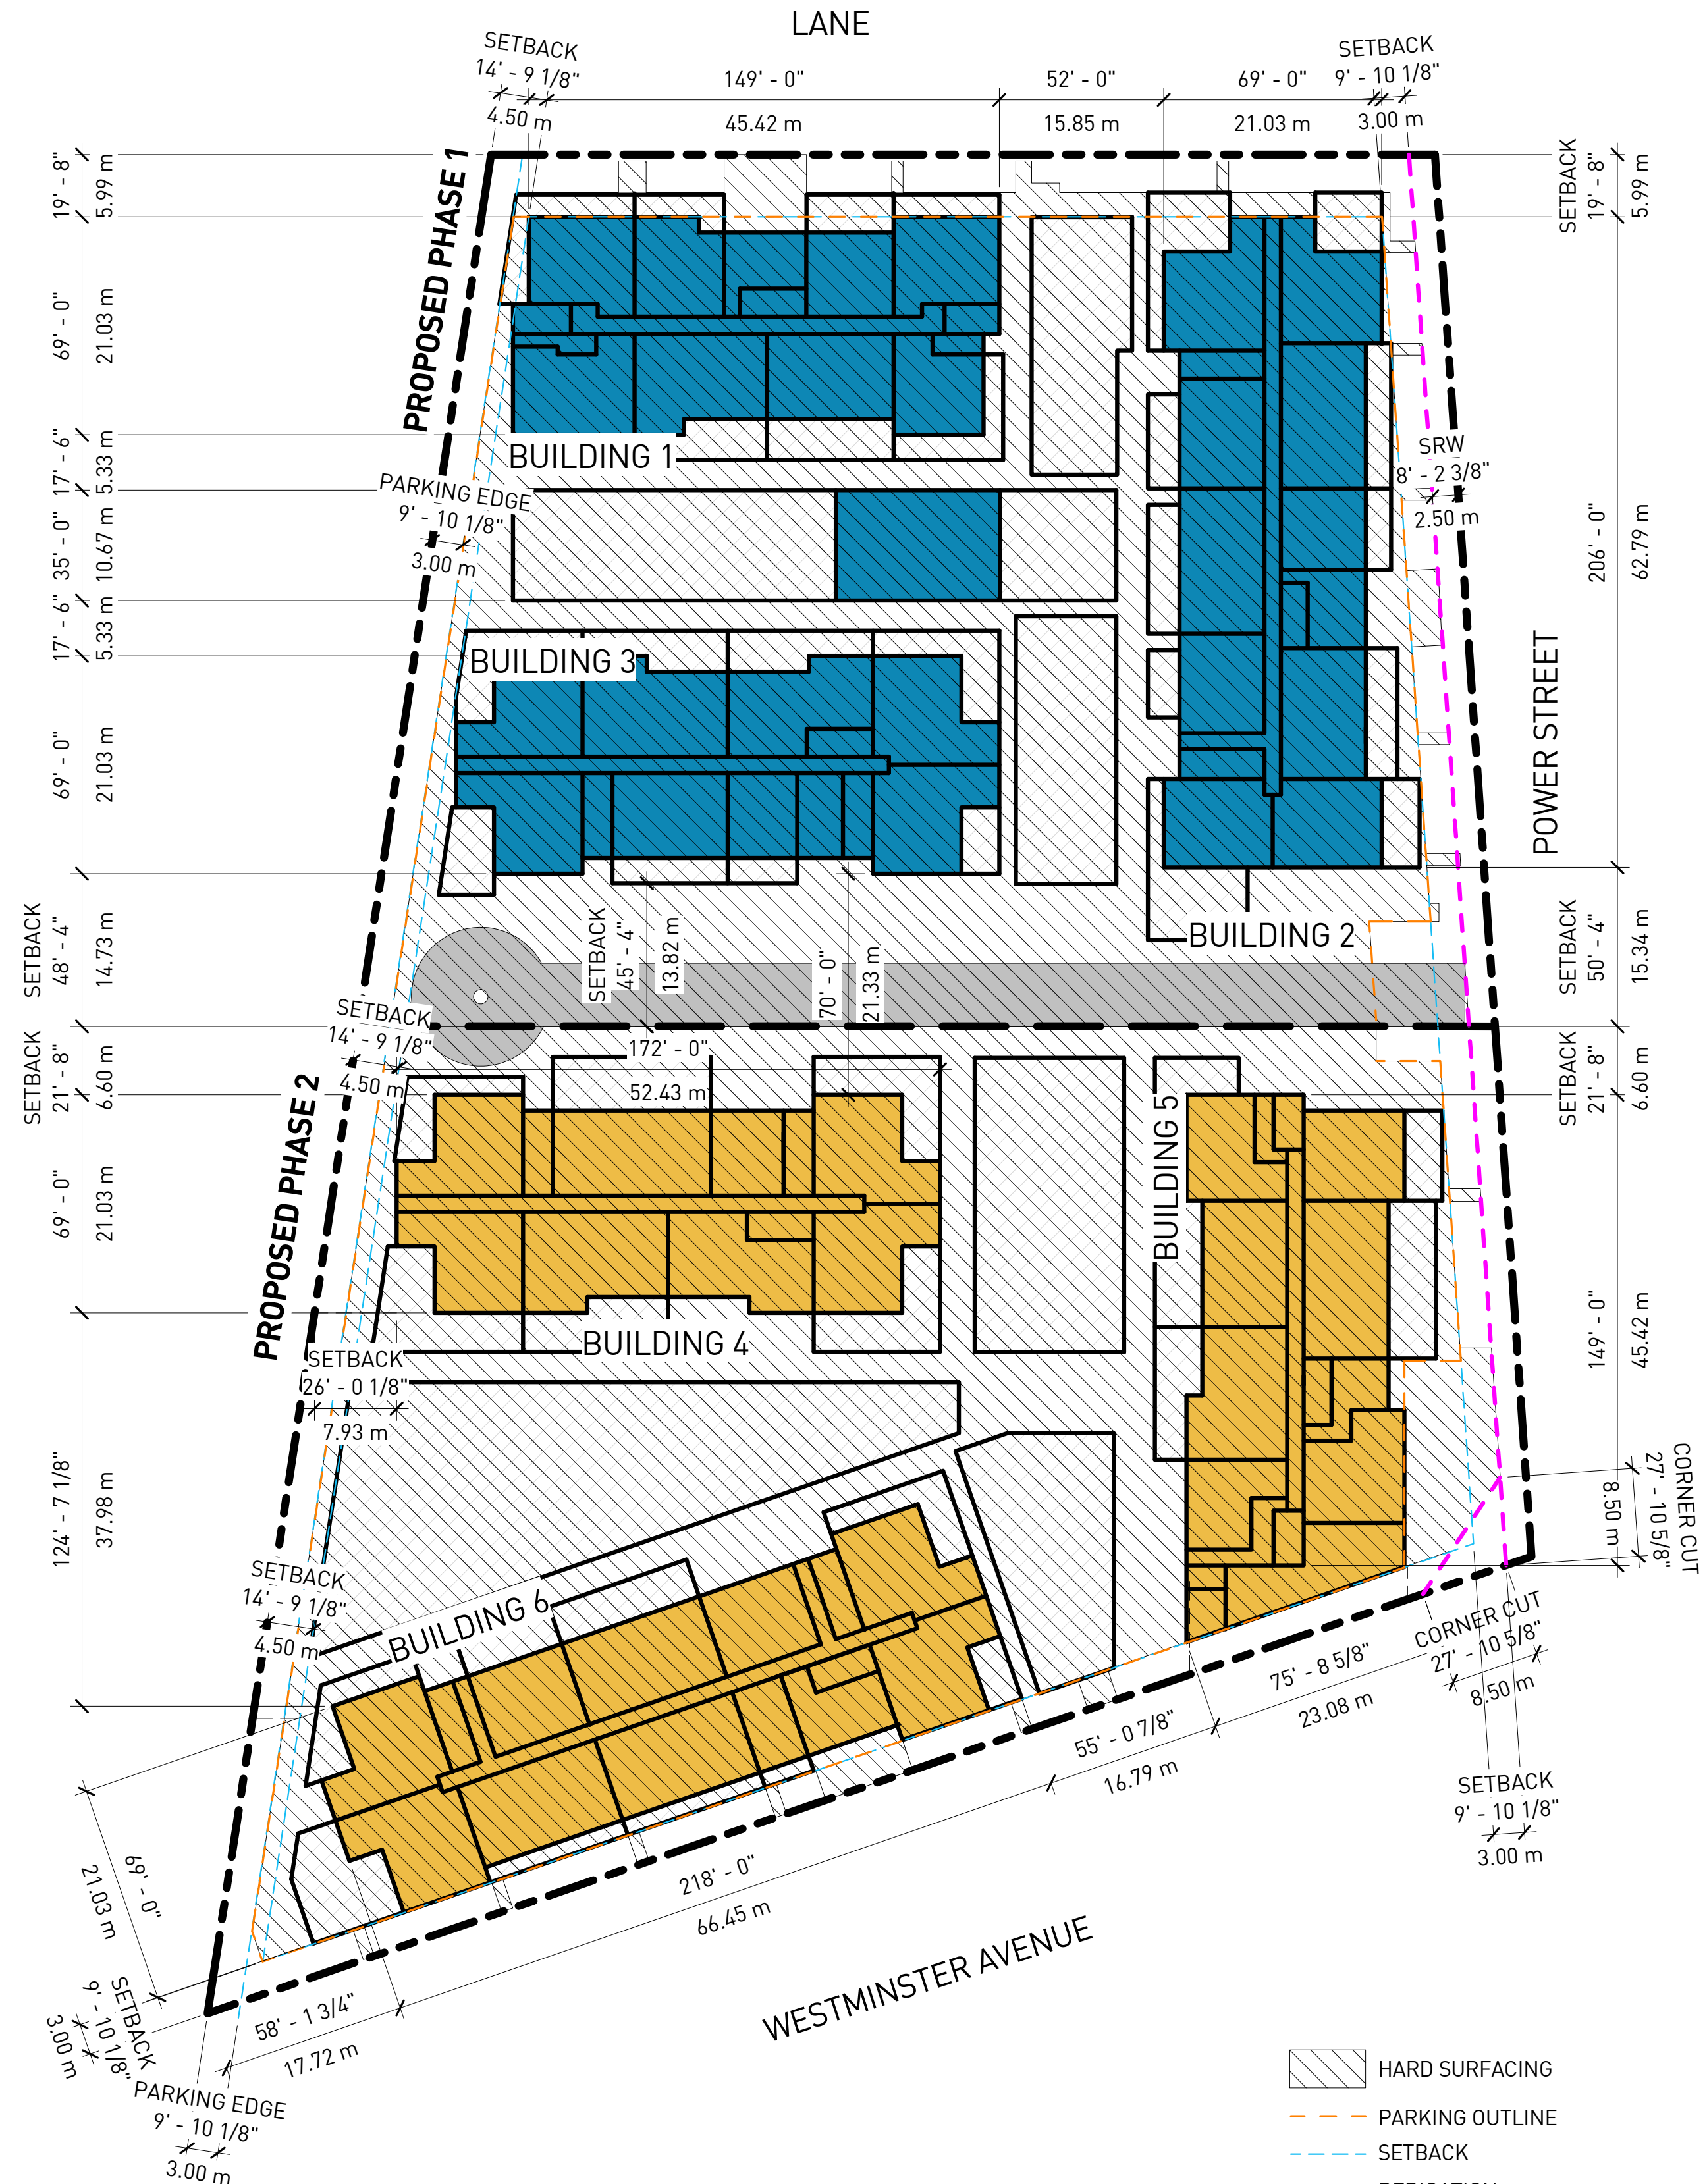 LANE
SETBACK
14' - 9 1/8"
4.50 m
149' - 0"
45.42 m
52' - 0"
15.85 m
69' - 0"
21.03 m
SETBACK
9' - 10 1/8"
3.00 m
19' - 8"
5.99 m
69' - 0"
21.03 m
17' - 6"
5.33 m
35' - 0"
10.67 m
17' - 6"
5.33 m
69' - 0"
21.03 m
SETBACK
48' - 4"
14.73 m
SETBACK
21' - 8"
6.60 m
69' - 0"
21.03 m
124' - 7 1/8"
37.98 m
PROPOSED PHASE 1
PARKING EDGE
9' - 10 1/8"
3.00 m
BUILDING 1
BUILDING 3
BUILDING 2
SRW
8' - 2 3/8"
2.50 m
SETBACK
19' - 8"
5.99 m
206' - 0"
62.79 m
POWER STREET
SETBACK
50' - 4"
15.34 m
SETBACK
21' - 8"
6.60 m
149' - 0"
45.42 m
SETBACK
45' - 4"
13.82 m
70' - 0"
21.33 m
SETBACK
14' - 9 1/8"
4.50 m
172' - 0"
52.43 m
PROPOSED PHASE 2
BUILDING 4
BUILDING 5
SETBACK
26' - 0 1/8"
7.93 m
SETBACK
14' - 9 1/8"
4.50 m
BUILDING 6
CORNER CUT
27' - 10 5/8"
8.50 m
CORNER CUT
27' - 10 5/8"
8.50 m
75' - 8 5/8"
23.08 m
55' - 0 7/8"
16.79 m
218' - 0"
66.45 m
SETBACK
9' - 10 1/8"
3.00 m
69' - 0"
21.03 m
SETBACK
9' - 10 1/8"
3.00 m
58' - 1 3/4"
17.72 m
PARKING EDGE
9' - 10 1/8"
3.00 m
WESTMINSTER AVENUE
HARD SURFACING
PARKING OUTLINE
SETBACK